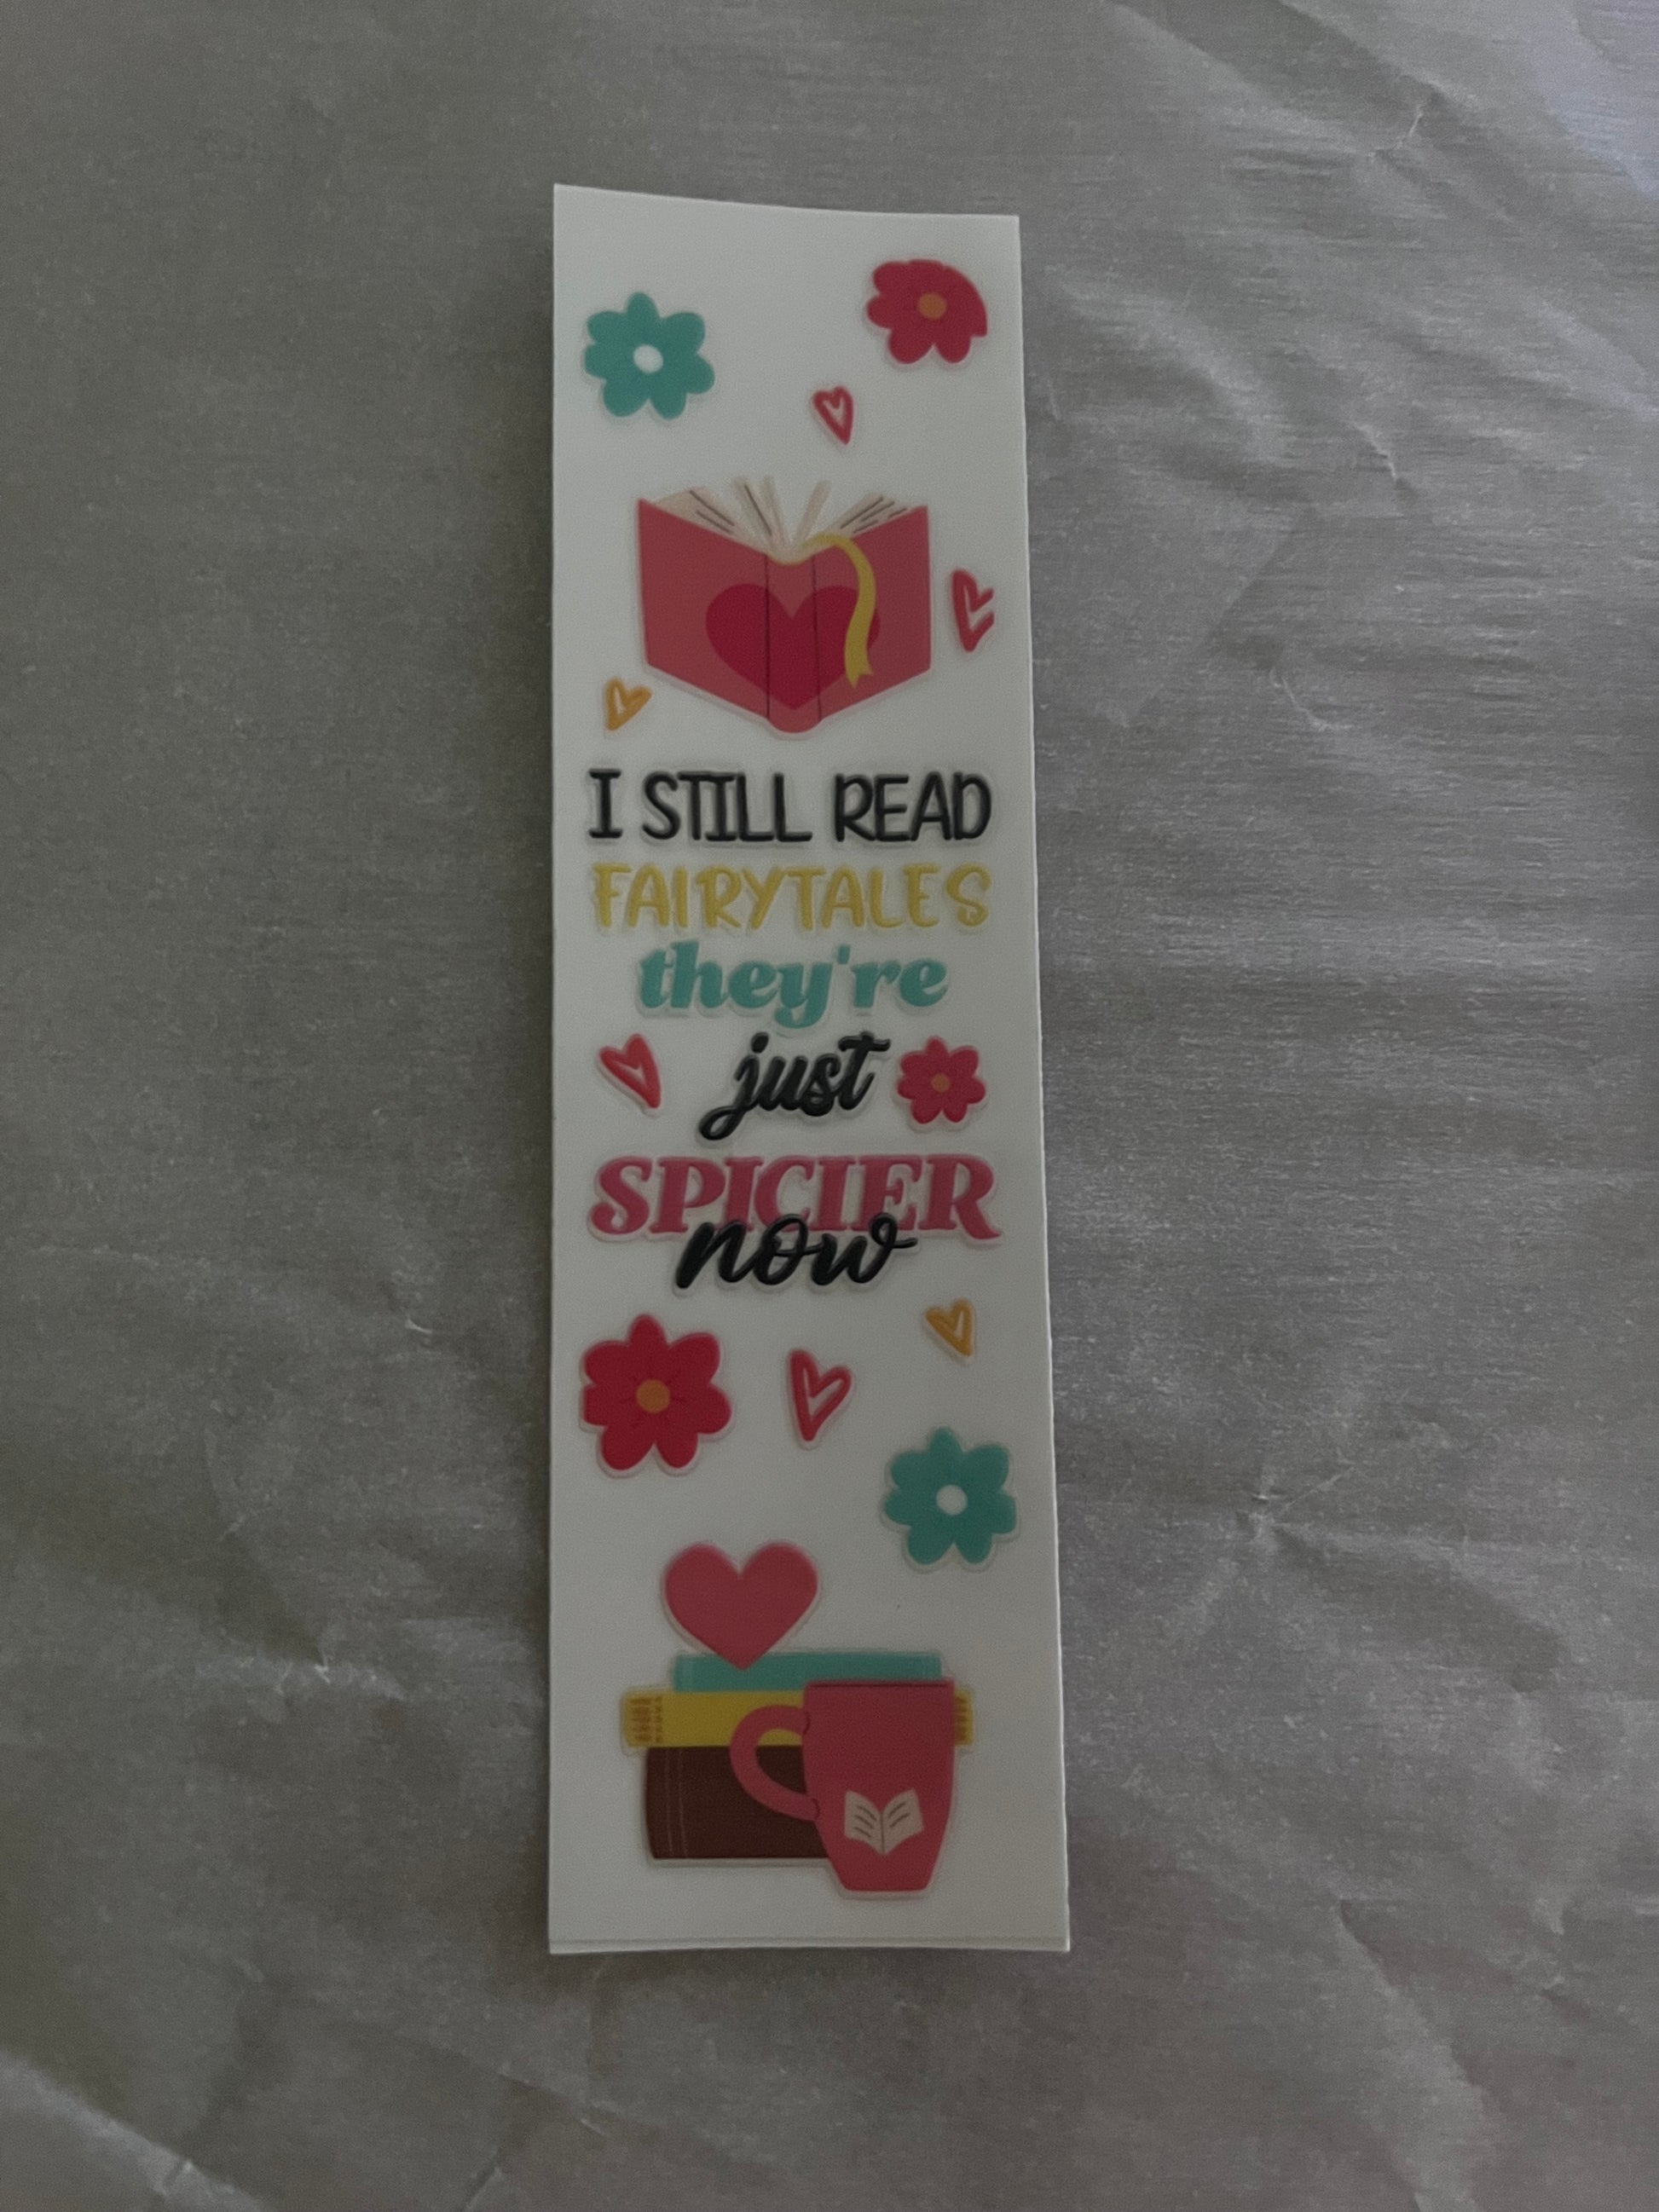 I STILL READ
FAIRYTALES
they're
just
SPICIER
now